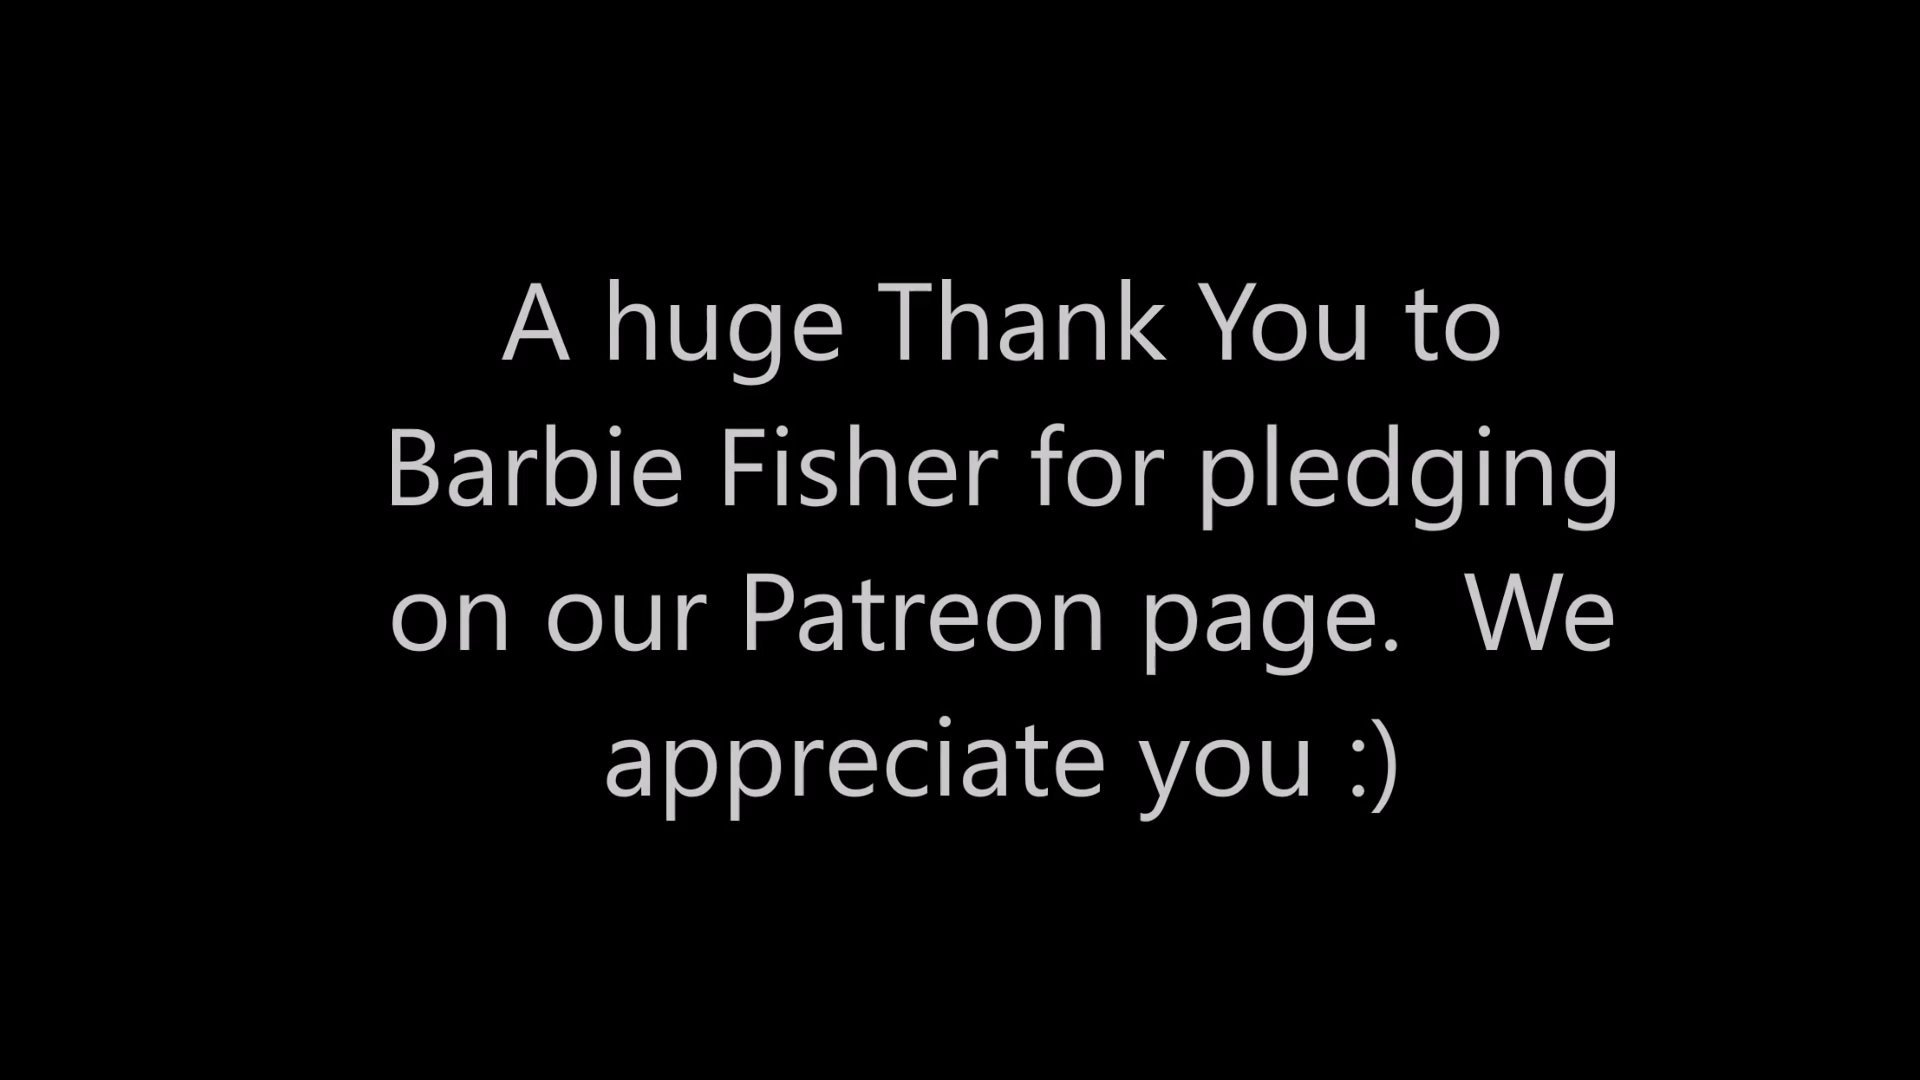 A huge Thank You to
Barbie Fisher for pledging
on our Patreon page.  We
appreciate you :)